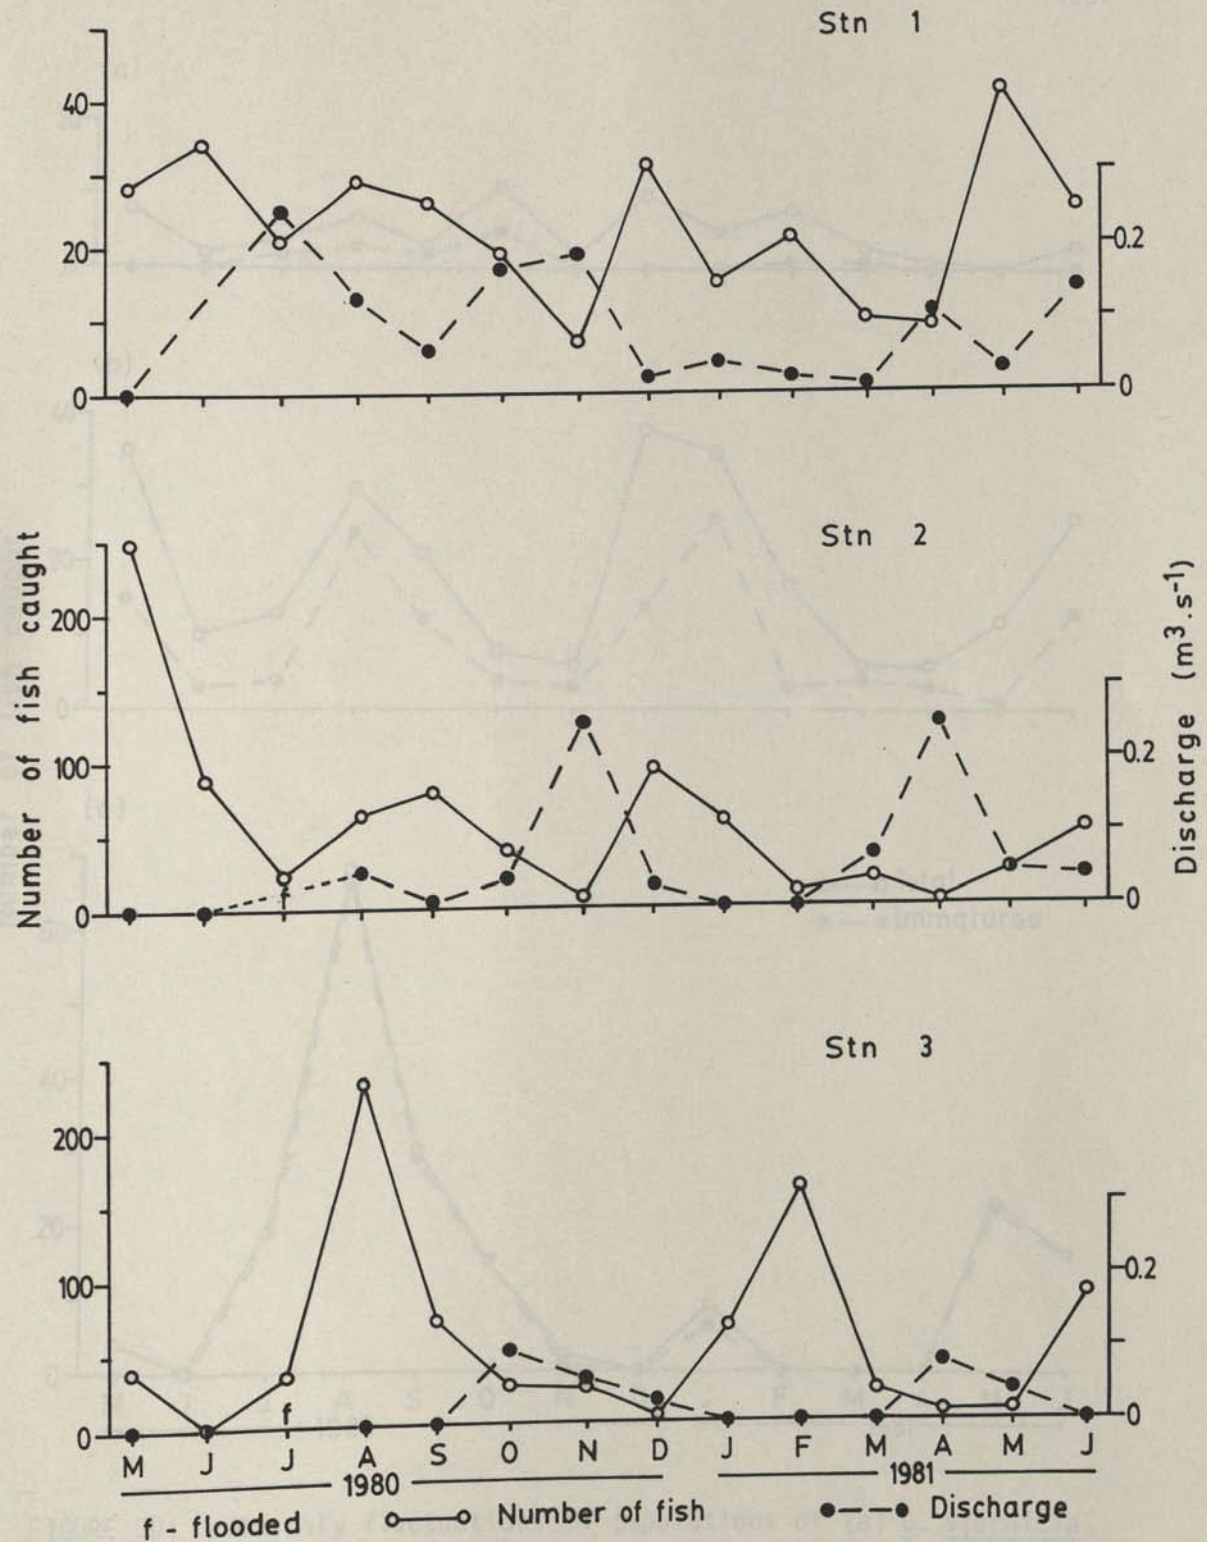 Stn 1
40
20
0
0.2
0
Stn 2
Number of fish caught
200
100
0
Discharge (m³.s⁻¹)
0.2
0
f
Stn 3
200
100
0
0.2
0
f
M J J A S O N D J F M A M J
1980 1981
f - flooded Number of fish Discharge